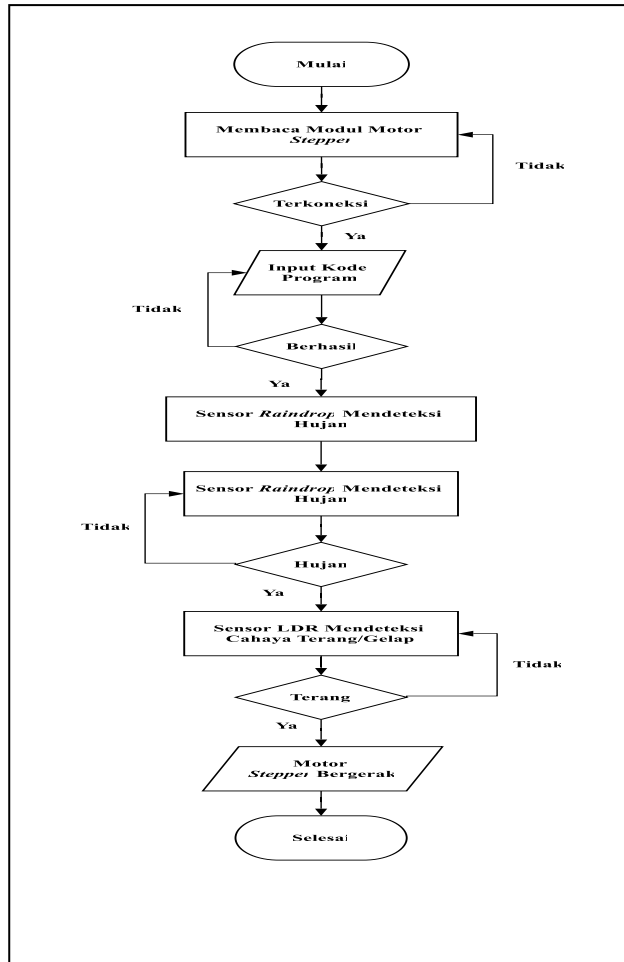 Mulai
Membaca Modul Motor
Stepper
Tidak
Terkoneksi
Ya
Input Kode
Program
Tidak
Berhasil
Ya
Sensor Raindrop Mendeteksi
Hujan
Sensor Raindrop Mendeteksi
Hujan
Tidak
Hujan
Ya
Sensor LDR Mendeteksi
Cahaya Terang/Gelap
Tidak
Terang
Ya
Motor
Stepper Bergerak
Selesai